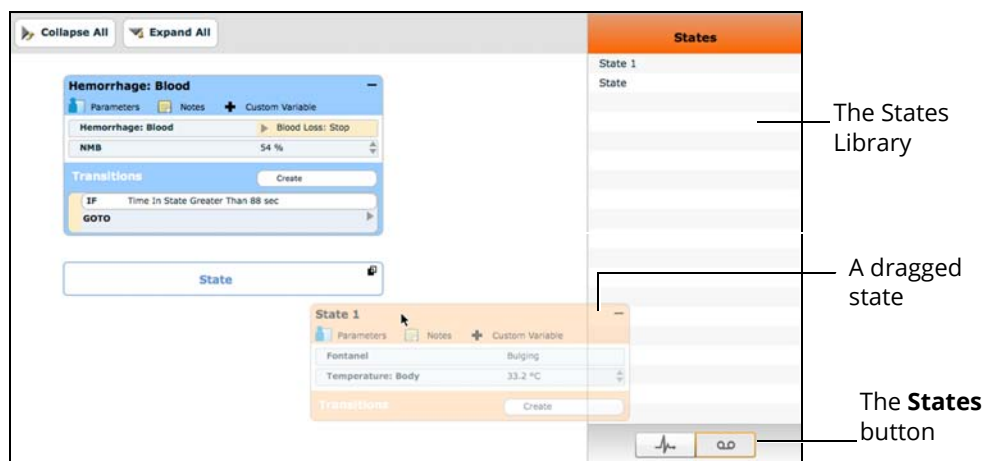 Collapse All
Expand All
States
State 1
State
Hemorrhage: Blood
Parameters Notes Custom Variable
Hemorrhage: Blood Blood Loss: Stop
NMB 54 %
Transitions Create
IF Time In State Greater Than 88 sec
GOTO
State
State 1
Parameters Notes Custom Variable
Fontanel Bulging
Temperature: Body 33.2 °C
Transitions Create
The States
Library
A dragged
state
The States
button